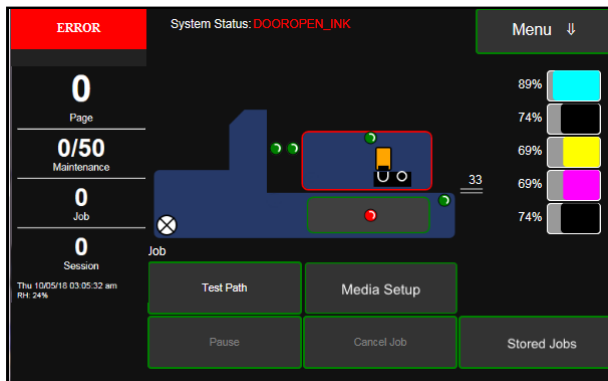 ERROR
System Status: DOOROPEN_INK
Menu ⇓
0
Page
0/50
Maintenance
0
Job
0
Session
Thu 10/05/16 03:05:32 am
RH: 24%
33
89%
74%
69%
69%
74%
Job
Test Path
Media Setup
Pause
Cancel Job
Stored Jobs